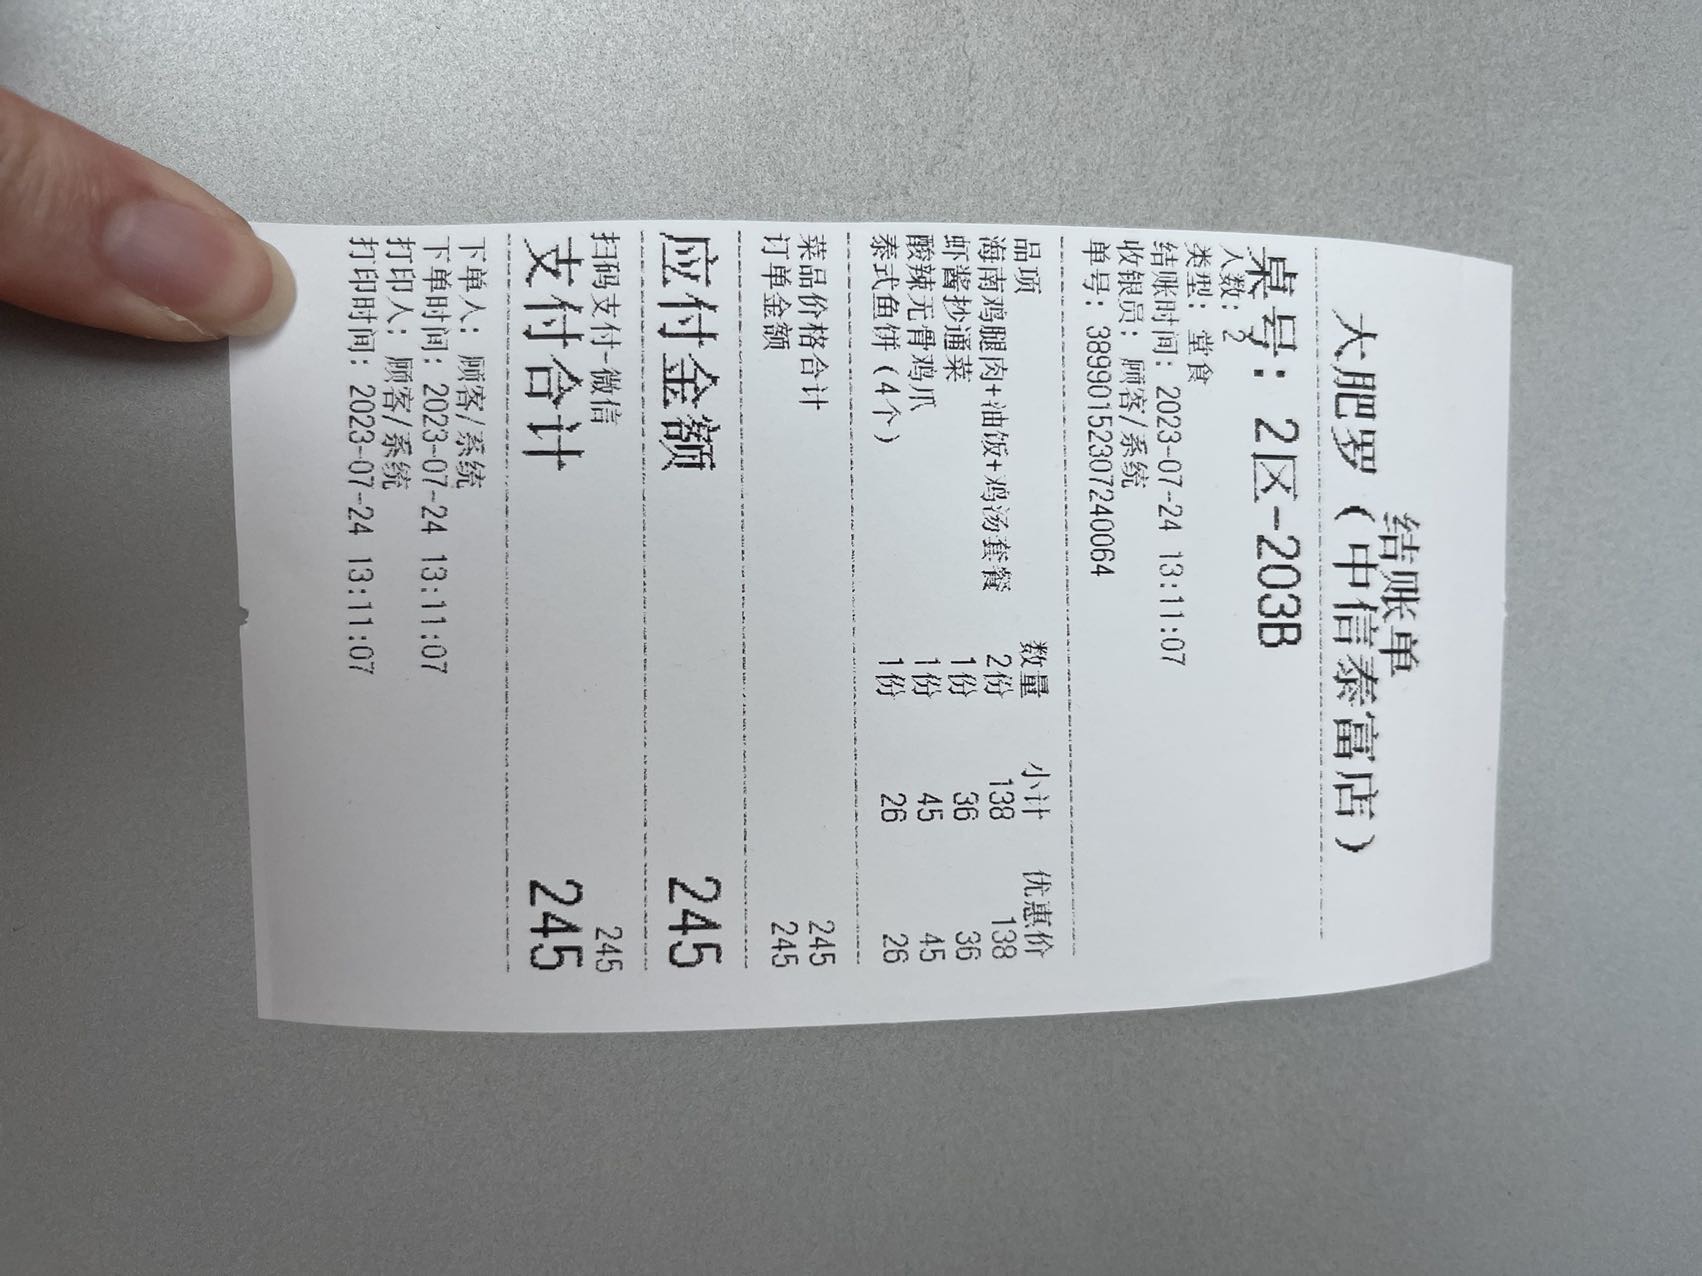 结账单
大肥罗（中信泰富店）
桌号：2区-203B
人数：2
类型：堂食
结账时间：2023-07-24 13:11:07
收银员：顾客/系统
单号：38990152307240064
品项 数量 小计 优惠价
海南鸡腿肉+油饭+鸡汤套餐 2份 138 138
虾酱抄通菜 1份 36 36
酸辣无骨鸡爪 1份 45 45
泰式鱼饼（4个） 1份 26 26
菜品价格合计 245
订单金额 245
应付金额 245
扫码支付-微信 245
支付合计 245
下单人：顾客/系统
下单时间：2023-07-24 13:11:07
打印人：顾客/系统
打印时间：2023-07-24 13:11:07